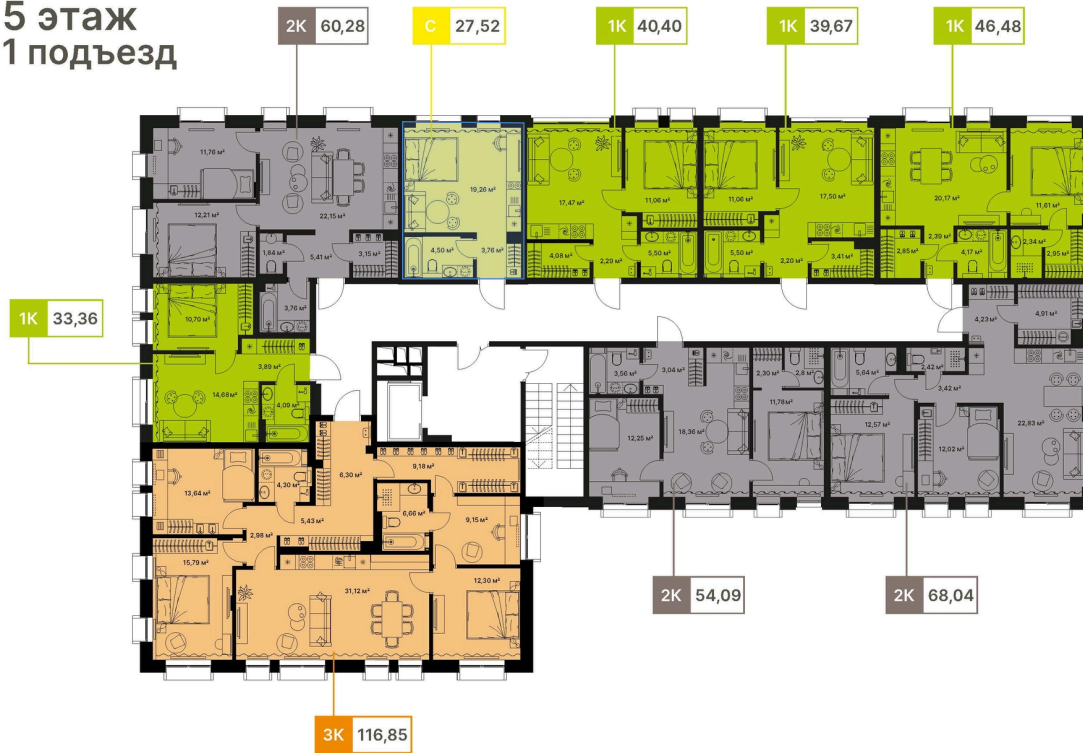 5 этаж
1 подъезд
2К 60,28
С 27,52
1К 40,40
1К 39,67
1К 46,48
11,76 м²
12,21 м²
22,15 м²
1,84 м²
5,41 м²
3,15 м²
3,76 м²
19,26 м²
4,50 м²
3,76 м²
17,47 м²
11,06 м²
4,08 м²
2,29 м²
5,50 м²
11,06 м²
17,50 м²
5,50 м²
2,20 м²
3,41 м²
20,17 м²
11,61 м²
2,85 м²
2,39 м²
4,17 м²
2,34 м²
2,95 м²
1К 33,36
10,70 м²
3,89 м²
14,68 м²
4,09 м²
4,23 м²
4,91 м²
3,56 м²
3,04 м²
2,30 м²
2,8 м²
5,64 м²
2,42 м²
3,42 м²
11,78 м²
12,25 м²
18,36 м²
12,57 м²
12,02 м²
22,83 м²
13,64 м²
4,30 м²
6,30 м²
9,18 м²
6,66 м²
9,15 м²
5,43 м²
2,98 м²
15,79 м²
31,12 м²
12,30 м²
2К 54,09
2К 68,04
3К 116,85